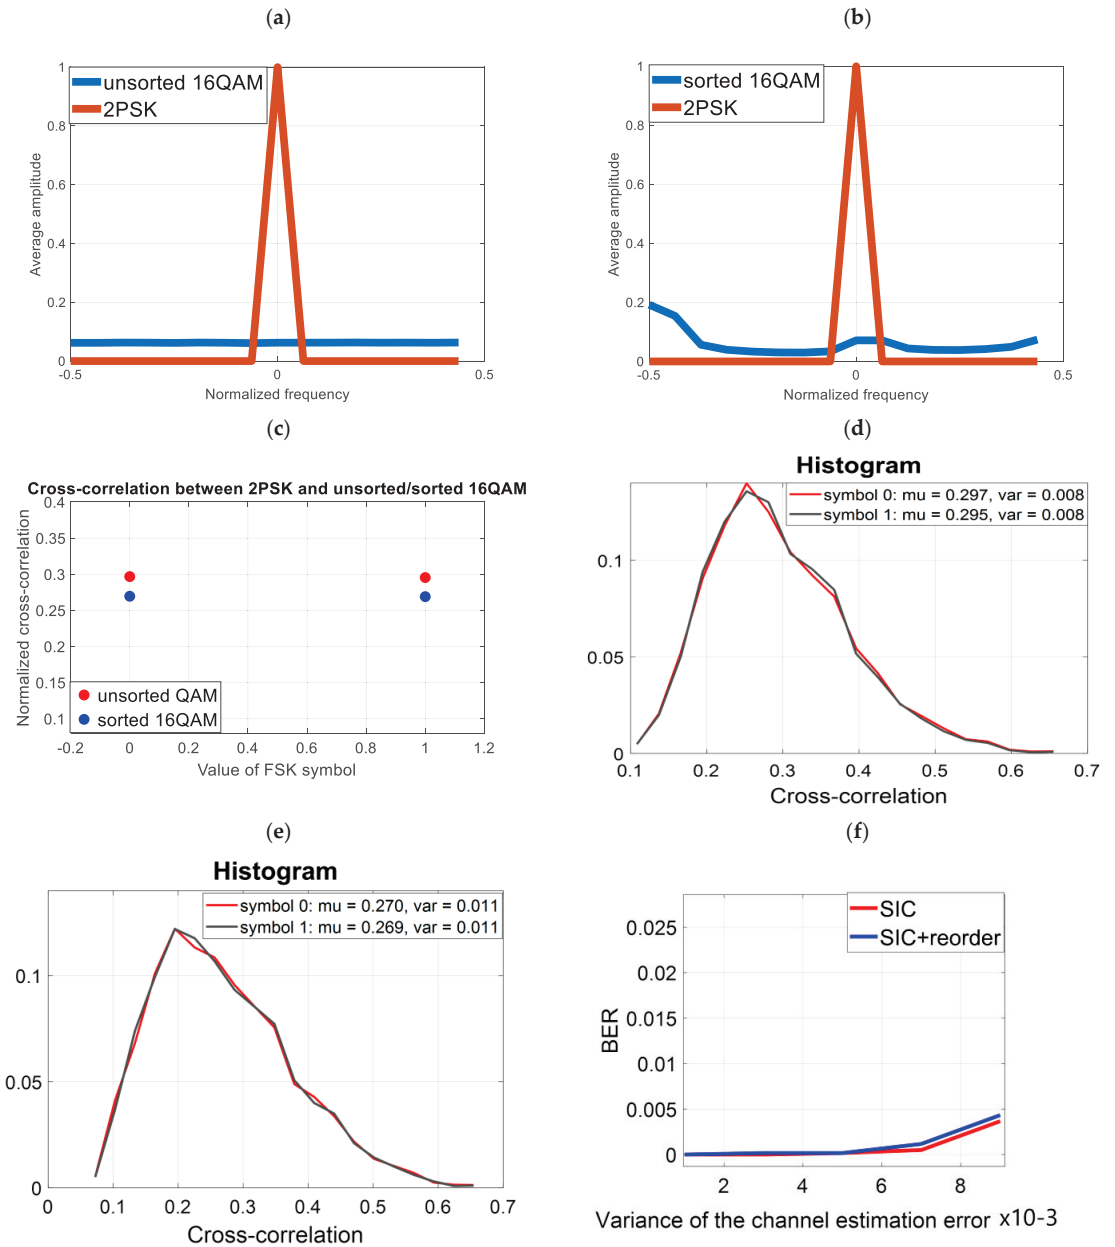 (a)
unsorted 16QAM
2PSK
1
0.8
0.6
0.4
0.2
0
-0.5
0
0.5
Average amplitude
Normalized frequency
(b)
sorted 16QAM
2PSK
1
0.8
0.6
0.4
0.2
0
-0.5
0
0.5
Average amplitude
Normalized frequency
(c)
Cross-correlation between 2PSK and unsorted/sorted 16QAM
0.4
0.35
0.3
0.25
0.2
0.15
0.1
Normalized cross-correlation
unsorted QAM
sorted 16QAM
-0.2
0
0.2
0.4
0.6
0.8
1
1.2
Value of FSK symbol
(d)
Histogram
symbol 0: mu = 0.297, var = 0.008
symbol 1: mu = 0.295, var = 0.008
0.1
0.05
0
0.1
0.2
0.3
0.4
0.5
0.6
0.7
Cross-correlation
(e)
Histogram
symbol 0: mu = 0.270, var = 0.011
symbol 1: mu = 0.269, var = 0.011
0.1
0.05
0
0
0.1
0.2
0.3
0.4
0.5
0.6
0.7
Cross-correlation
(f)
SIC
SIC+reorder
0.025
0.02
0.015
0.01
0.005
0
BER
2
4
6
8
Variance of the channel estimation error x10-3